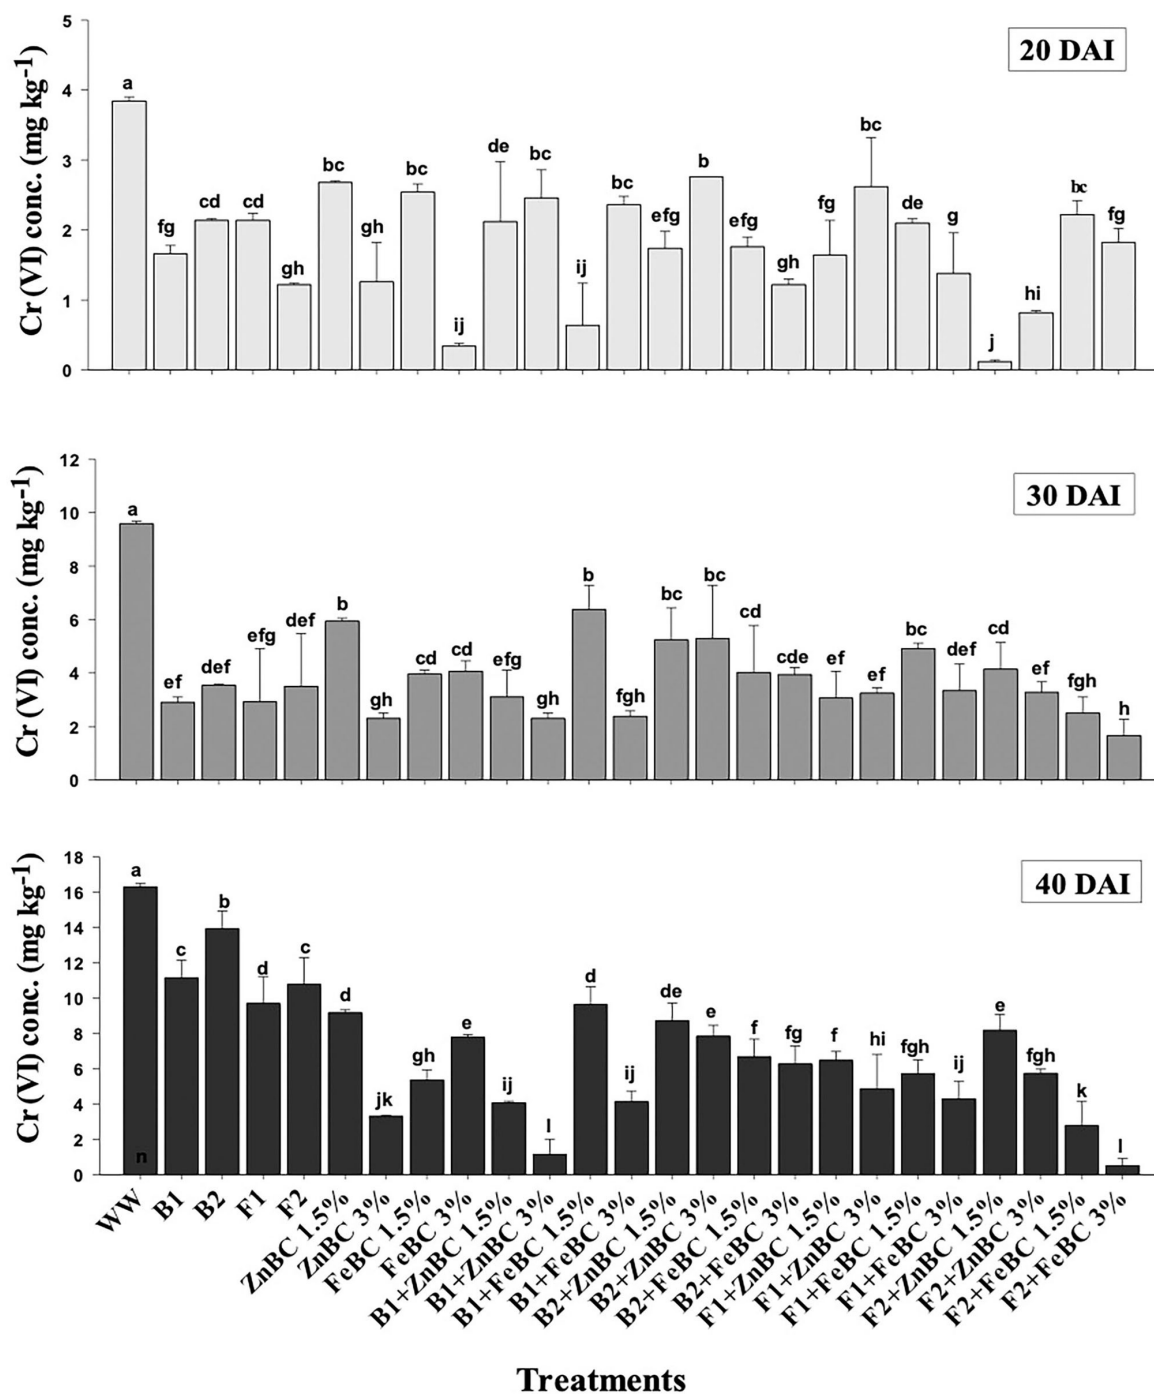 20 DAI
Cr (VI) conc. (mg kg-1)
5
4
3
2
1
0
a
fg
cd
cd
gh
bc
gh
bc
ij
de
bc
ij
bc
efg
b
efg
gh
fg
bc
de
g
j
hi
bc
fg
30 DAI
Cr (VI) conc. (mg kg-1)
12
10
8
6
4
2
0
a
ef
def
efg
def
b
gh
cd
cd
efg
gh
b
fgh
bc
bc
cd
cde
ef
ef
bc
def
cd
ef
fgh
h
40 DAI
Cr (VI) conc. (mg kg-1)
18
16
14
12
10
8
6
4
2
0
a
n
c
b
d
c
d
jk
gh
e
ij
l
d
ij
de
e
f
fg
f
hi
fgh
ij
e
fgh
k
l
WW
B1
B2
F1
F2
ZnBC 1.5%
ZnBC 3%
FeBC 1.5%
FeBC 3%
B1+ZnBC 1.5%
B1+ZnBC 3%
B1+FeBC 1.5%
B1+FeBC 3%
B2+ZnBC 1.5%
B2+ZnBC 3%
B2+FeBC 1.5%
B2+FeBC 3%
F1+ZnBC 1.5%
F1+ZnBC 3%
F1+FeBC 1.5%
F1+FeBC 3%
F2+ZnBC 1.5%
F2+ZnBC 3%
F2+FeBC 1.5%
F2+FeBC 3%
Treatments